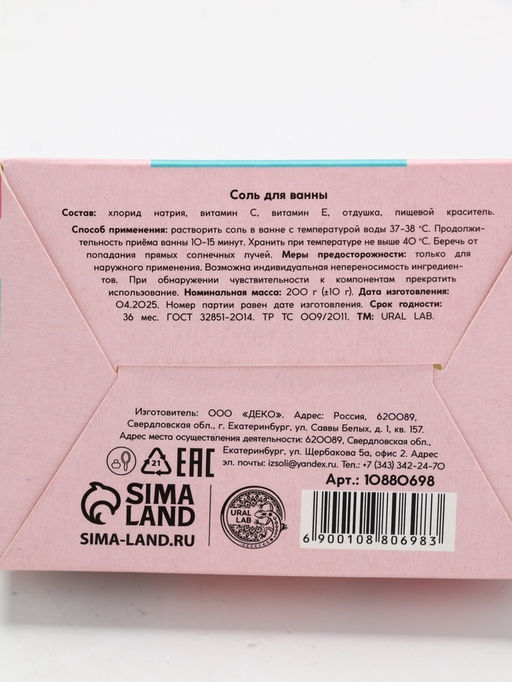 Соль для ванны
Состав: хлорид натрия, витамин С, витамин Е, отдушка, пищевой краситель.
Способ применения: растворить соль в ванне с температурой воды 37-38 °С. Продолжи-
тельность приёма ванны 10-15 минут. Хранить при температуре не выше 40 °С. Беречь от
попадания прямых солнечных лучей. Меры предосторожности: только для
наружного применения. Возможна индивидуальная непереносимость ингредиен-
тов. При обнаружении чувствительности к компонентам прекратить
использование. Номинальная масса: 200 г (±10 г). Дата изготовления:
04.2025. Номер партии равен дате изготовления. Срок годности:
36 мес. ГОСТ 32851-2014, ТР ТС 009/2011. ТМ: URAL LAB.
Изготовитель: ООО «ДЕКО». Адрес: Россия, 620089,
Свердловская обл., г. Екатеринбург, ул. Саввы Белых, д. 1, кв. 157.
Адрес места осуществления деятельности: 620089, Свердловская обл.,
г. Екатеринбург, ул. Щербакова 5а, офис 2. Адрес
эл. почты: izsoli@yandex.ru. Тел.: +7 (343) 342-24-70
21
EAC
Арт.: 10880698
SIMA
LAND
SIMA-LAND.RU
URAL
LAB
6 900108 806983